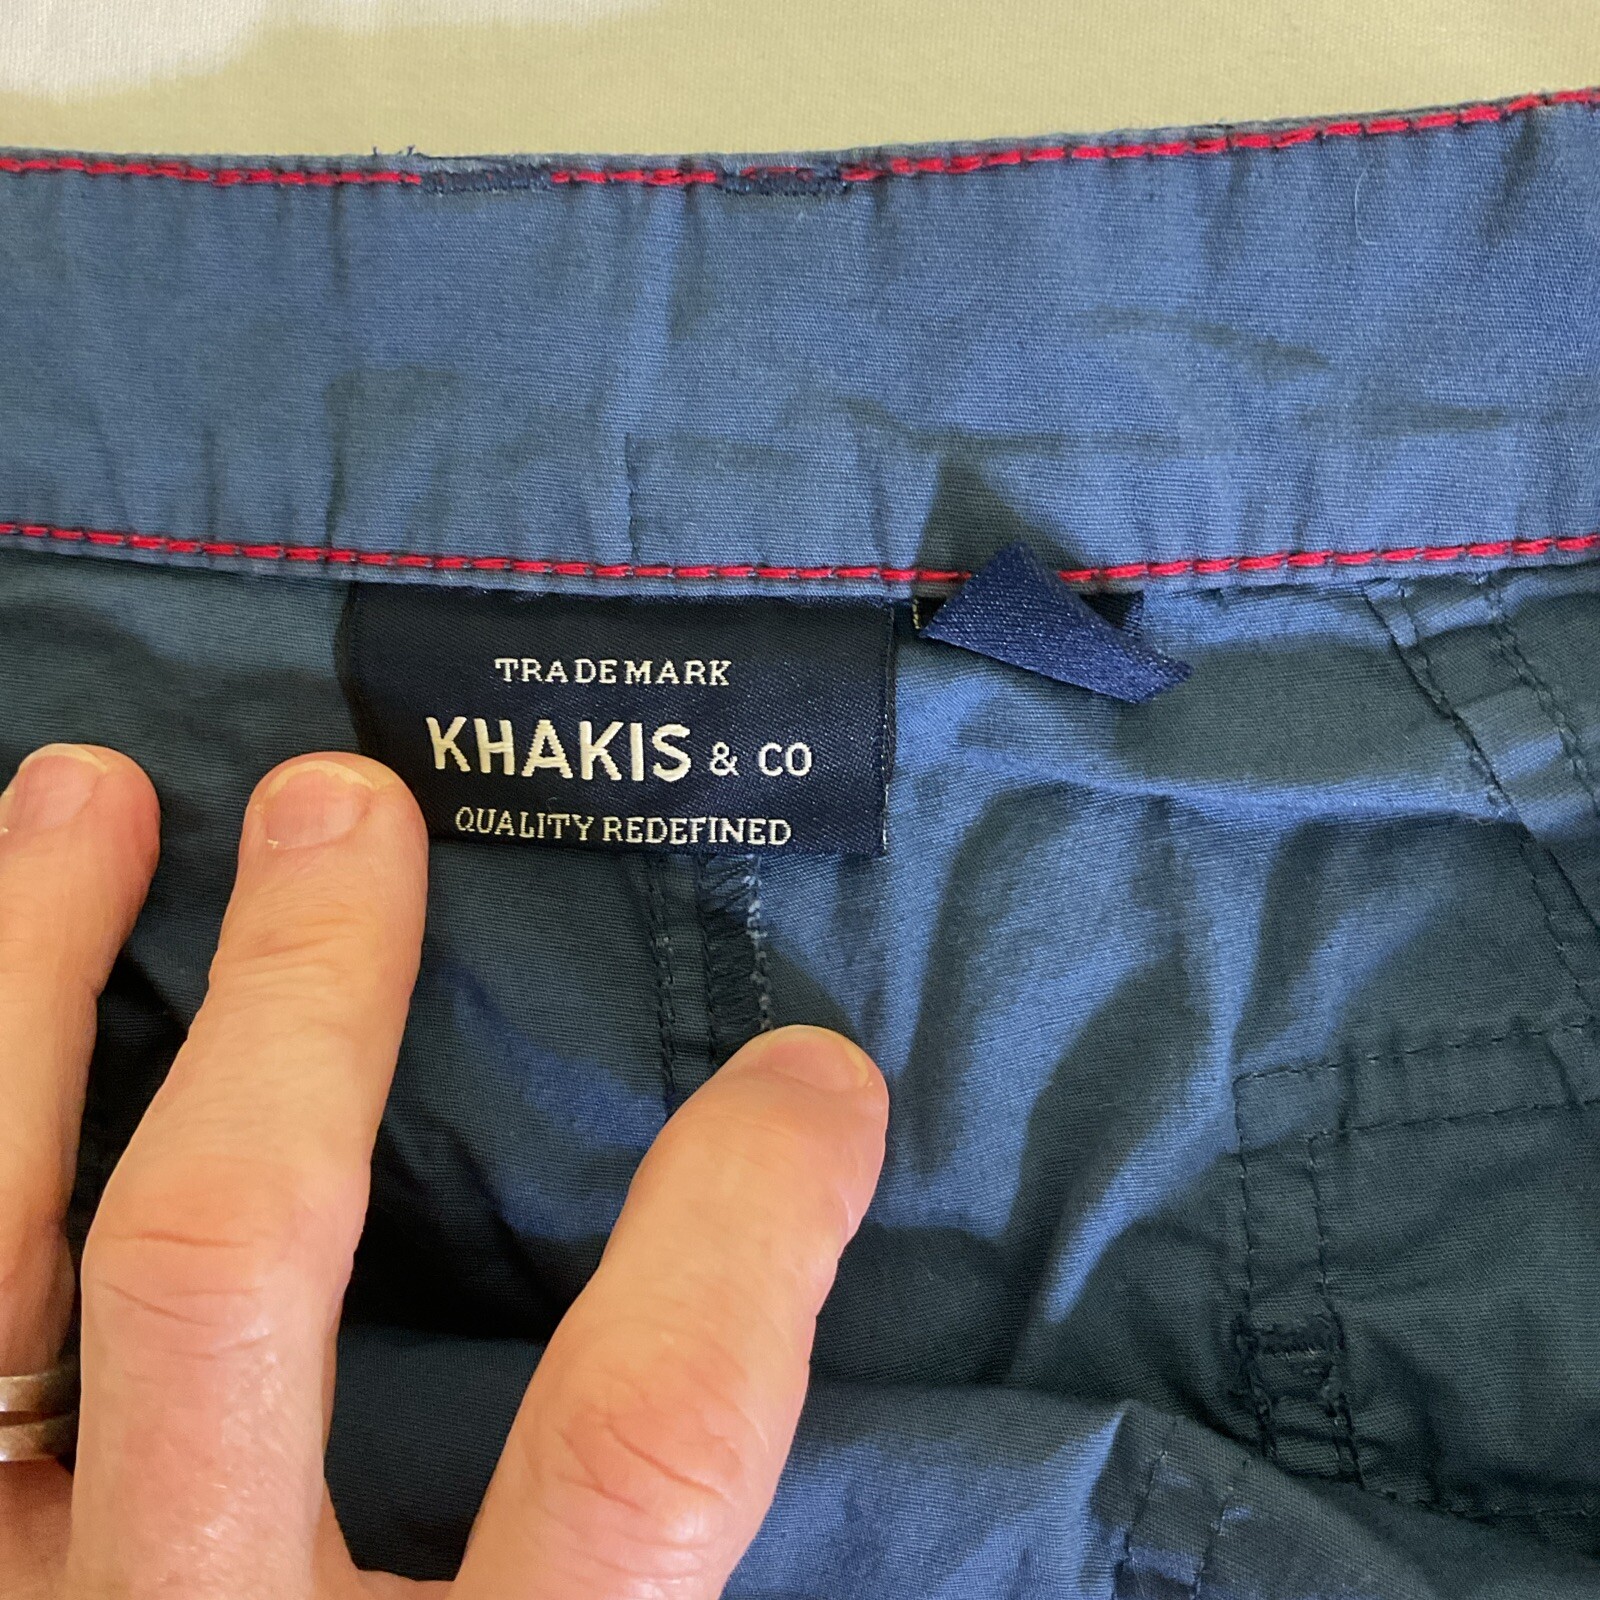 TRADEMARK
KHAKIS & CO
QUALITY REDEFINED